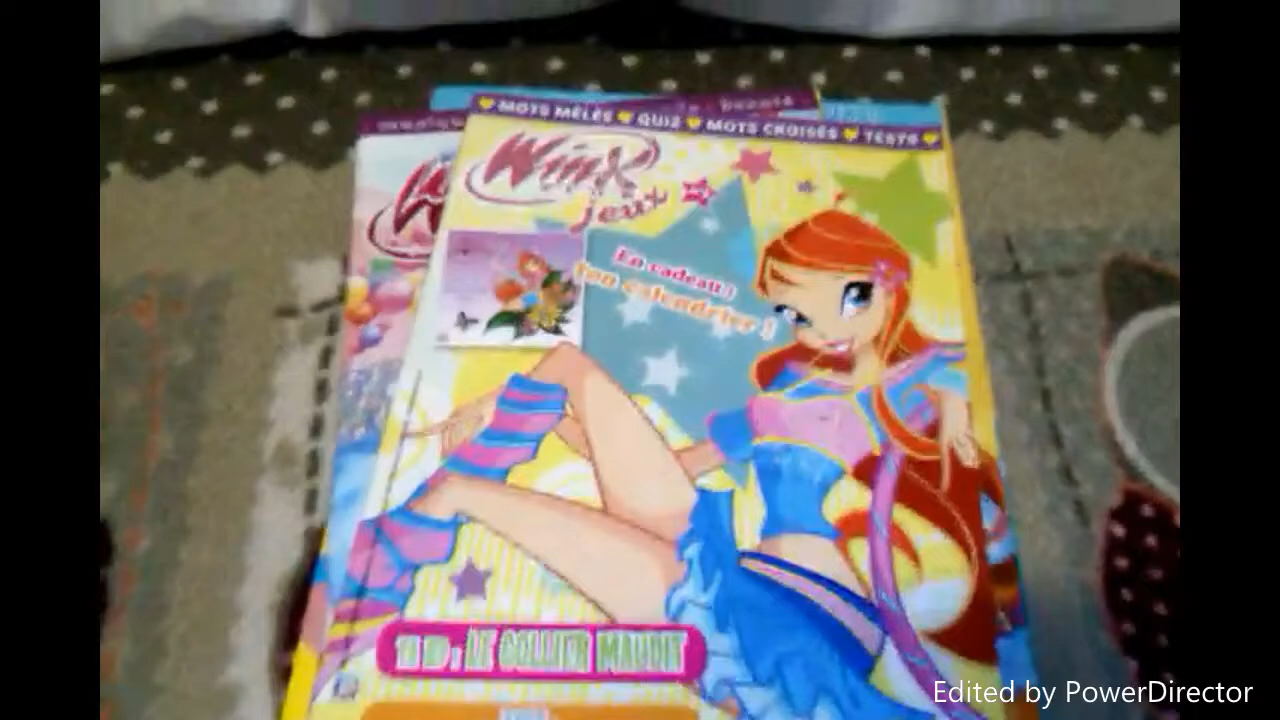 MOTS MÊLÉS QUIZ MOTS CROISÉS TESTS
Winx
jeux
En cadeau !
ton calendrier !
LE COLLIER MAUDIT
Edited by PowerDirector